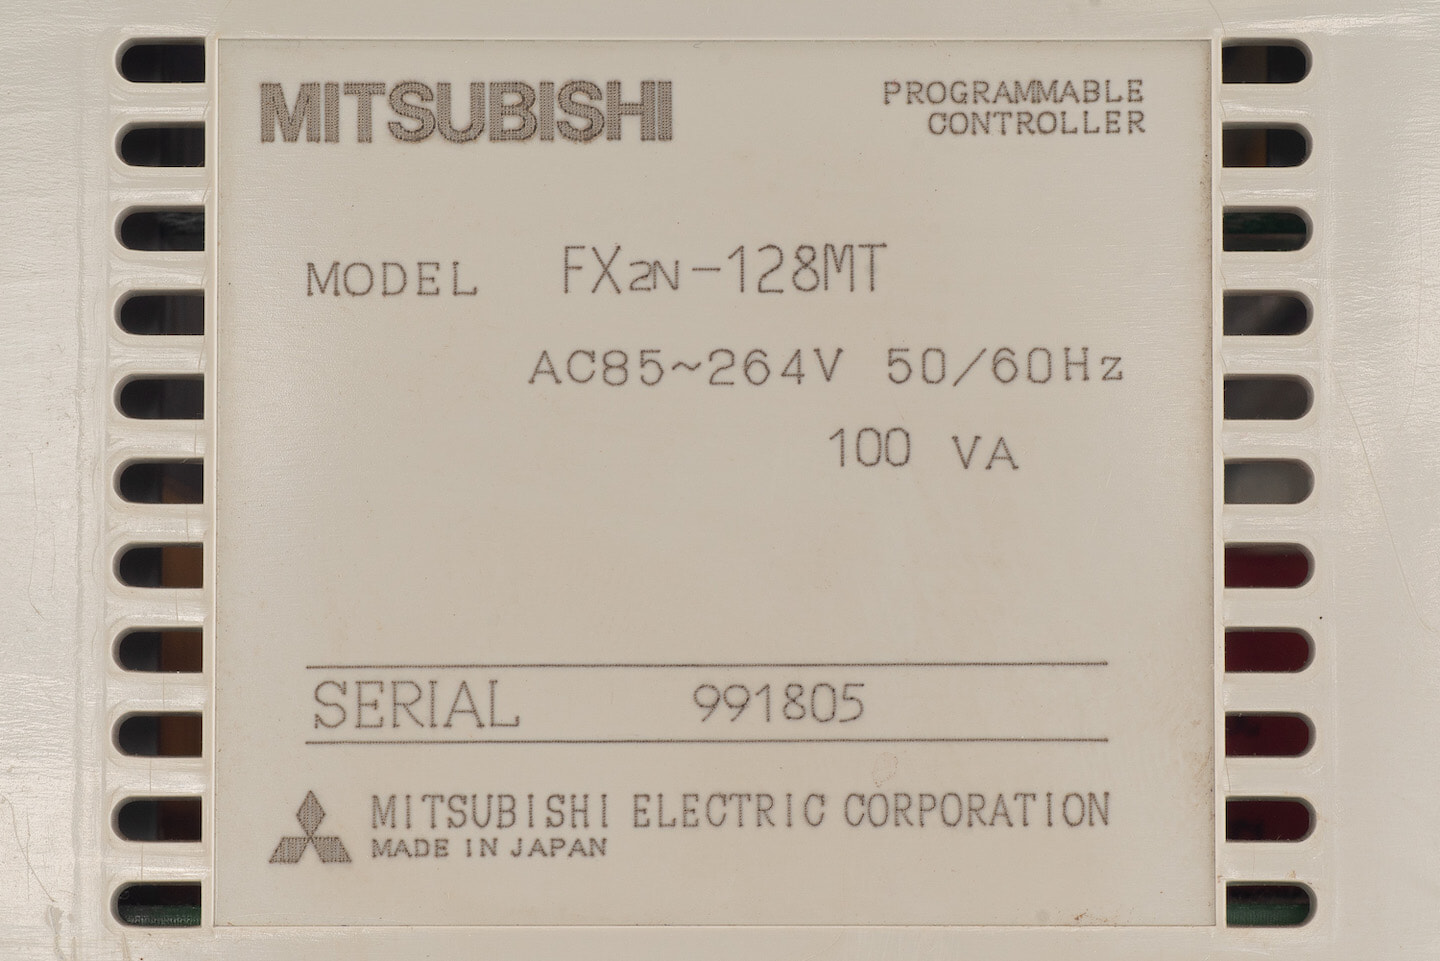 MITSUBISHI
PROGRAMMABLE
CONTROLLER
MODEL FX2N-128MT
AC85~264V 50/60Hz
100 VA
SERIAL 991805
MITSUBISHI ELECTRIC CORPORATION
MADE IN JAPAN